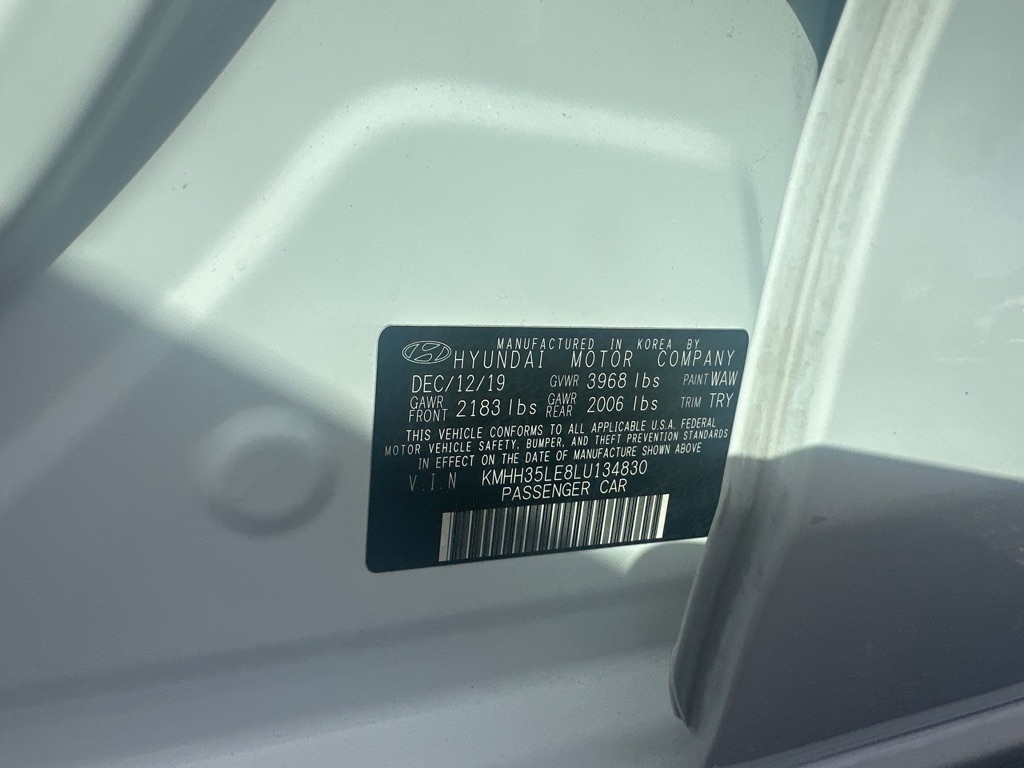 MANUFACTURED IN KOREA BY
HYUNDAI MOTOR COMPANY
DEC/12/19 GVWR 3968 lbs PAINT WAW
GAWR FRONT 2183 lbs GAWR REAR 2006 lbs TRIM TRY
THIS VEHICLE CONFORMS TO ALL APPLICABLE U.S.A. FEDERAL
MOTOR VEHICLE SAFETY, BUMPER, AND THEFT PREVENTION STANDARDS
IN EFFECT ON THE DATE OF MANUFACTURE SHOWN ABOVE
V.I.N KMHH35LE8LU134830
PASSENGER CAR